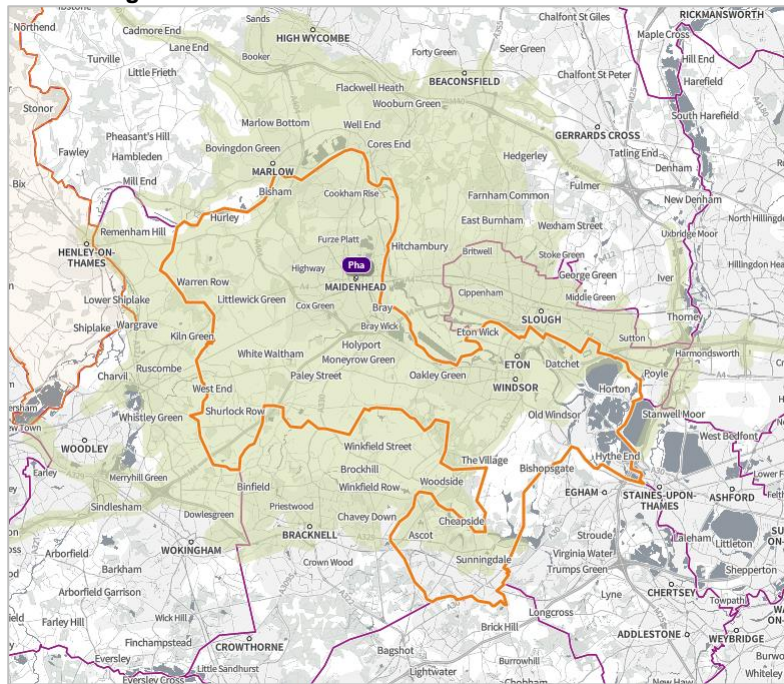 Sands
RICKMANSWORTH
Northend
Cadmore End
HIGH WYCOMBE
Chalfont St Giles
Maple Cross
Lane End
Forty Green
Seer Green
Turville
Booker
Hill End
Little Frieth
BEACONSFIELD
Chalfont St Peter
Harefield
Flackwell Heath
Stonor
Wooburn Green
South Harefield
Marlow Bottom
Well End
Pheasant's Hill
GERRARDS CROSS
Fawley
Hambleden
Bovingdon Green
Cores End
Hedgerley
Tatling End
MARLOW
Denham
Bix
Mill End
Bisham
Cookham Rise
Farnham Common
Fulmer
New Denham
Hurley
East Burnham
Wexham Street
North Hillingdon
Remenham Hill
Furze Platt
Hitchambury
Uxbridge Moor
HENLEY-ON-
THAMES
Britwell
Stoke Green
Pha
Highway
George Green
Iver
Hillingdon Hea
Warren Row
MAIDENHEAD
Cippenham
Middle Green
Lower Shiplake
Littlewick Green
Cox Green
Bray
SLOUGH
Thorney
Shiplake
Wargrave
Bray Wick
Eton Wick
Kiln Green
Sutton
Holyport
Harmondsworth
White Waltham
Moneyrow Green
ETON
Datchet
Ruscombe
Poyle
Charvil
Paley Street
Oakley Green
WINDSOR
West End
Horton
Shurlock Row
Old Windsor
Stanwell Moor
Whistley Green
West Bedfont
WOODLEY
Winkfield Street
The Village
Hythe End
Earley
Brockhill
Bishopsgate
Merryhill Green
Binfield
Winkfield Row
Woodside
EGHAM
STAINES-UPON-
THAMES
ASHFORD
Sindlesham
Dowlesgreen
Priestwood
Chavey Down
Cheapside
Stroude
WOKINGHAM
BRACKNELL
Ascot
Laleham
Littleton
Arborfield
Virginia Water
Sunningdale
Crown Wood
Trumps Green
Shepperton
Barkham
Lyne
CHERTSEY
Arborfield Garrison
Longcross
Towpath
Farley Hill
Wick Hill
ADDLESTONE
WEYBRIDGE
Finchampstead
CROWTHORNE
Brick Hill
Bagshot
Eversley
Burrowhill
Little Sandhurst
Lightwater
Eversley Cross
Chobham
New Haw